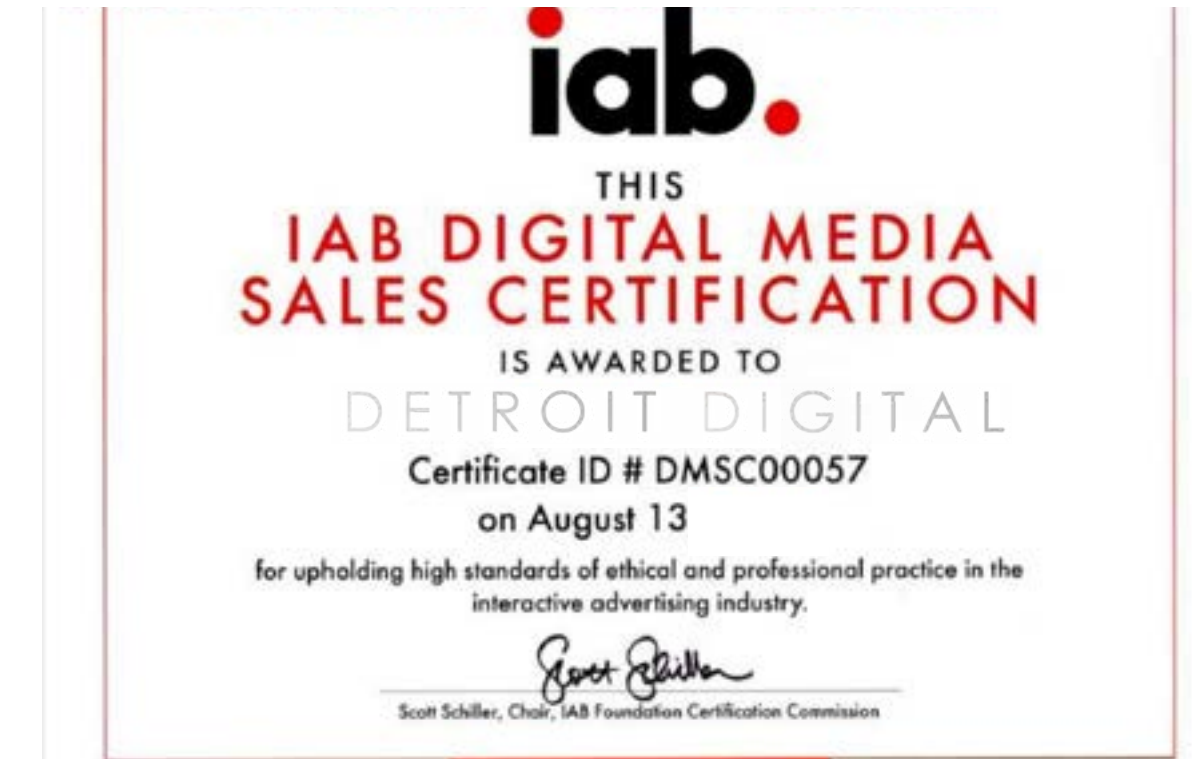 iab.
THIS
IAB DIGITAL MEDIA
SALES CERTIFICATION
IS AWARDED TO
DETROIT DIGITAL
Certificate ID # DMSC00057
on August 13
for upholding high standards of ethical and professional practice in the
interactive advertising industry.
Scott Schiller
Scott Schiller, Chair, IAB Foundation Certification Commission